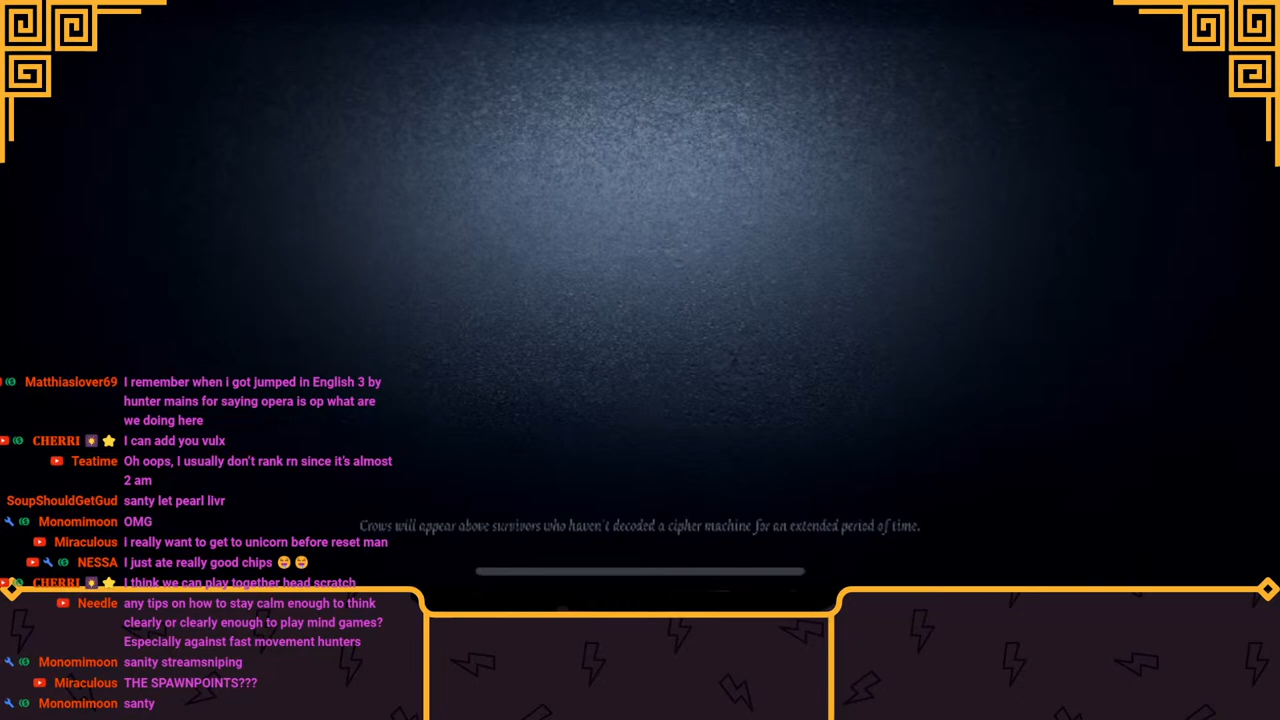 Matthiaslover69 I remember when i got jumped in English 3 by
hunter mains for saying opera is op what are
we doing here
CHERRI I can add you vulx
Teatime Oh oops, I usually don't rank rn since it's almost
2 am
SoupShouldGetGud santy let pearl livr
Monomimoon OMG
Crows will appear above survivors who haven't decoded a cipher machine for an extended period of time.
Miraculous I really want to get to unicorn before reset man
NESSA I just ate really good chips
CHERRI I think we can play together head scratch
Needle any tips on how to stay calm enough to think
clearly or clearly enough to play mind games?
Especially against fast movement hunters
Monomimoon sanity streamsniping
Miraculous THE SPAWNPOINTS???
Monomimoon santy